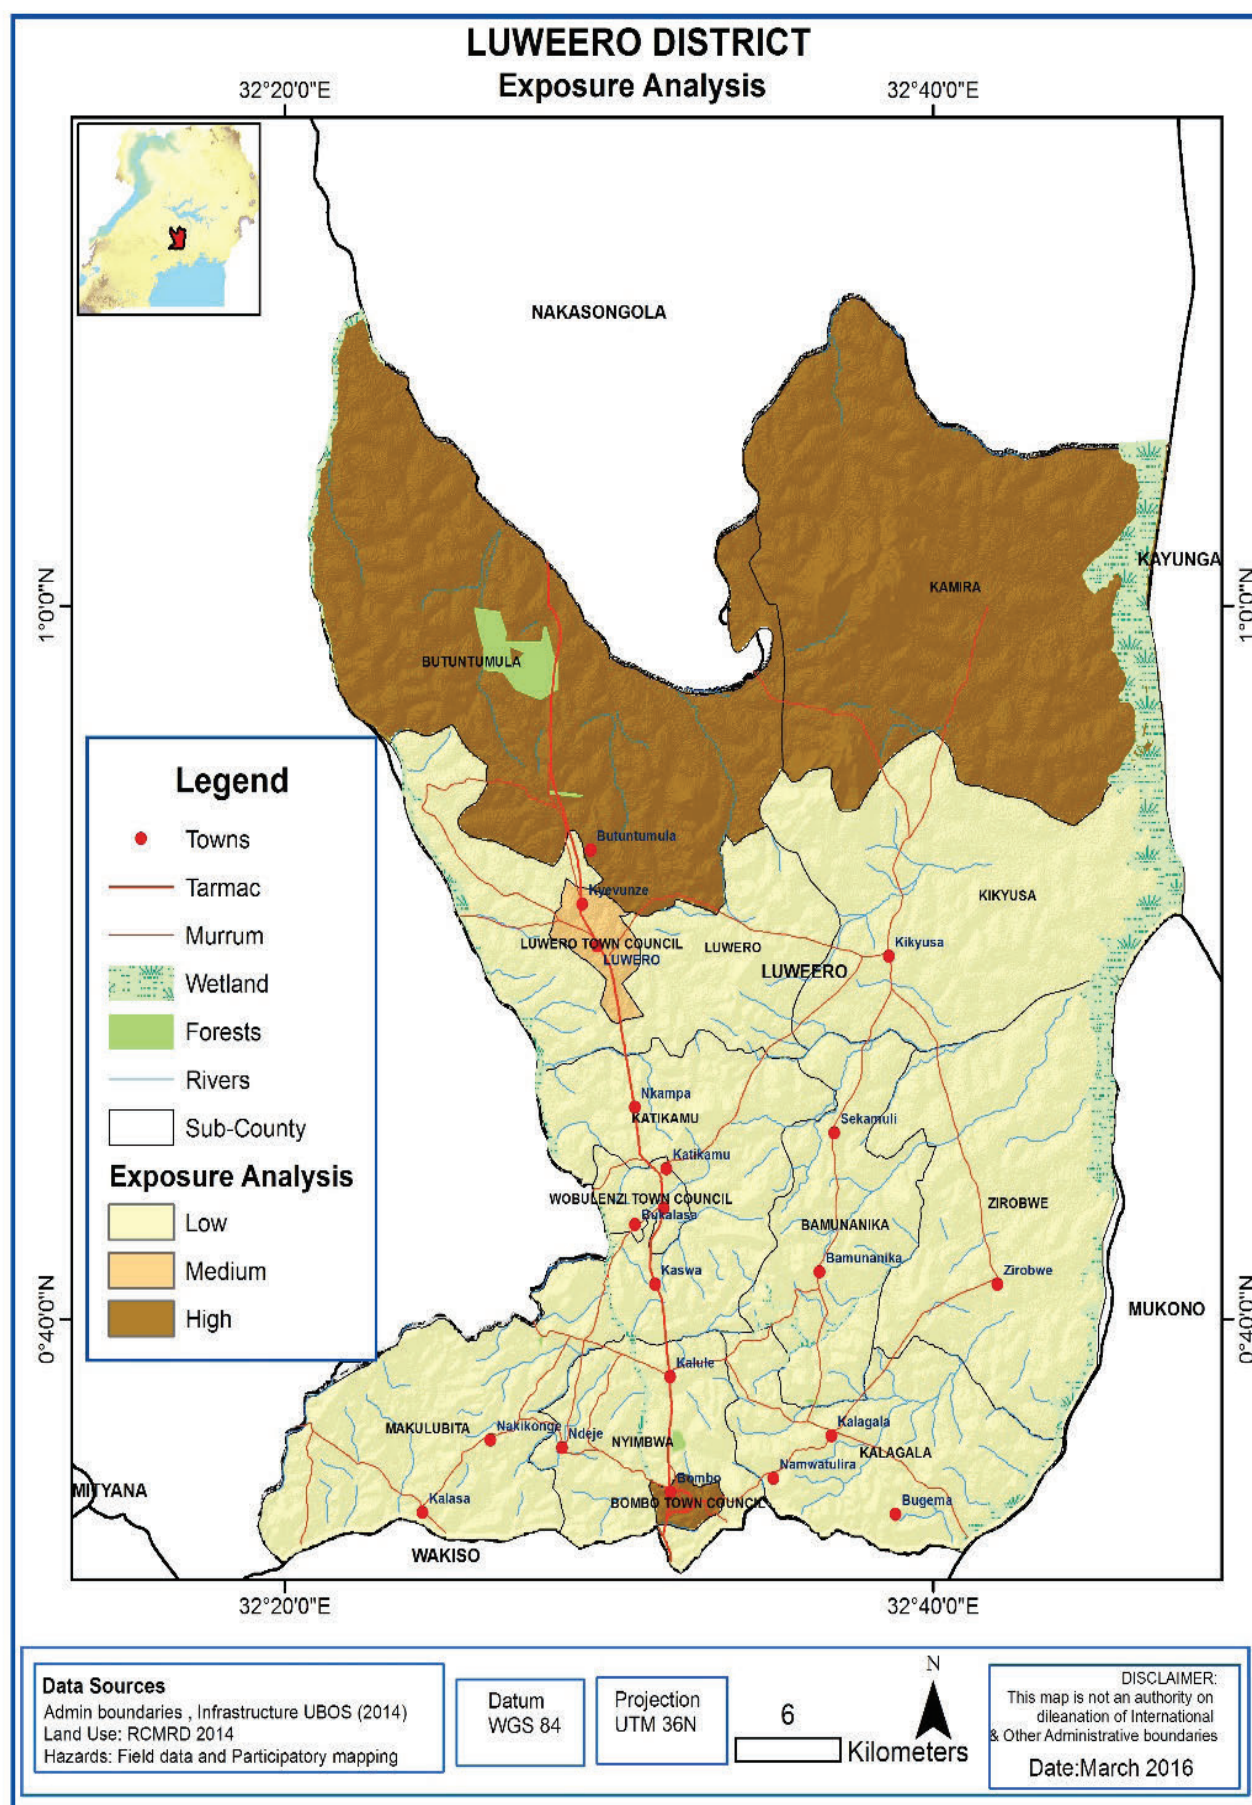 LUWEERO DISTRICT
Exposure Analysis
32°20'0"E
32°40'0"E
NAKASONGOLA
KAYUNGA
KAMIRA
1°0'0"N
1°0'0"N
BUTUNTUMULA
Legend
Towns
Tarmac
Murrum
Wetland
Forests
Rivers
Sub-County
Exposure Analysis
Low
Medium
High
Butuntumula
Kyevunze
KIKYUSA
LUWERO TOWN COUNCIL
LUWERO
Kikyusa
LUWERO
LUWEERO
Nkampa
KATIKAMU
Sekamuli
Katikamu
WOBULENZI TOWN COUNCIL
ZIROBWE
Bukalasa
BAMUNANIKA
Bamunanika
Kaswa
Zirobwe
0°40'0"N
0°40'0"N
MUKONO
Kalule
MAKULUBITA
Nakikonge
Ndeje
NYIMBWA
Kalagala
KALAGALA
Namwatulira
Bombo
MITYANA
Kalasa
BOMBO TOWN COUNCIL
Bugema
WAKISO
32°20'0"E
32°40'0"E
Data Sources
Admin boundaries , Infrastructure UBOS (2014)
Land Use: RCMRD 2014
Hazards: Field data and Participatory mapping
Datum
WGS 84
Projection
UTM 36N
6
Kilometers
N
DISCLAIMER:
This map is not an authority on
dileanation of International
& Other Administrative boundaries
Date:March 2016